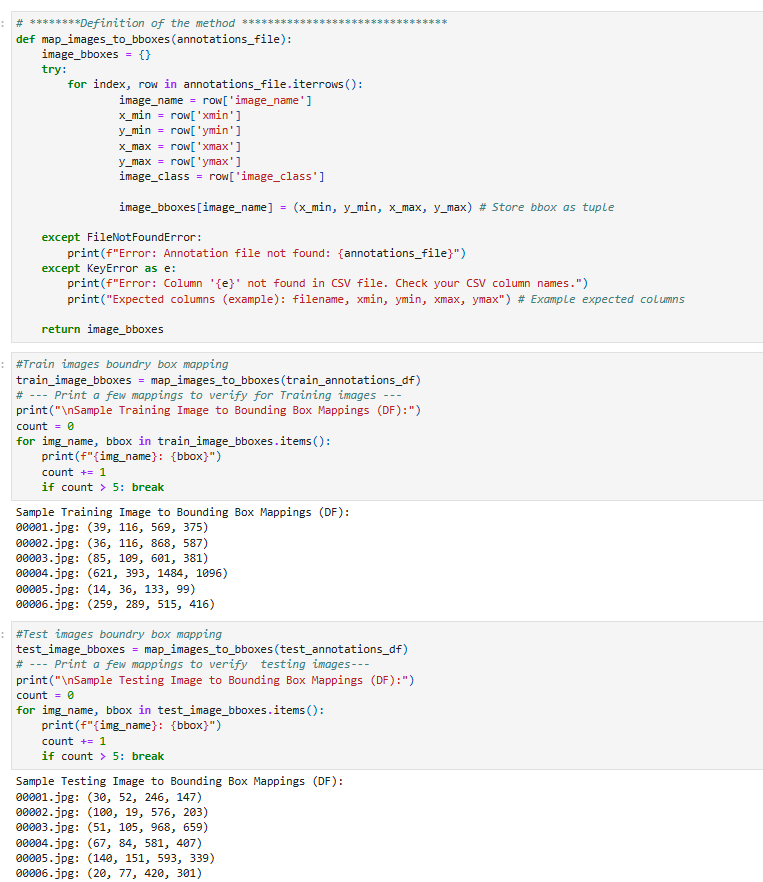 # ********Definition of the method ********************************
def map_images_to_bboxes(annotations_file):
    image_bboxes = {}
    try:
        for index, row in annotations_file.iterrows():
                image_name = row['image_name']
                x_min = row['xmin']
                y_min = row['ymin']
                x_max = row['xmax']
                y_max = row['ymax']
                image_class = row['image_class']

                image_bboxes[image_name] = (x_min, y_min, x_max, y_max) # Store bbox as tuple

    except FileNotFoundError:
        print(f"Error: Annotation file not found: {annotations_file}")
    except KeyError as e:
        print(f"Error: Column '{e}' not found in CSV file. Check your CSV column names.")
        print("Expected columns (example): filename, xmin, ymin, xmax, ymax") # Example expected columns

    return image_bboxes
#Train images boundry box mapping
train_image_bboxes = map_images_to_bboxes(train_annotations_df)
# --- Print a few mappings to verify for Training images ---
print("\nSample Training Image to Bounding Box Mappings (DF):")
count = 0
for img_name, bbox in train_image_bboxes.items():
    print(f"{img_name}: {bbox}")
    count += 1
    if count > 5: break
Sample Training Image to Bounding Box Mappings (DF):
00001.jpg: (39, 116, 569, 375)
00002.jpg: (36, 116, 868, 587)
00003.jpg: (85, 109, 601, 381)
00004.jpg: (621, 393, 1484, 1096)
00005.jpg: (14, 36, 133, 99)
00006.jpg: (259, 289, 515, 416)
#Test images boundry box mapping
test_image_bboxes = map_images_to_bboxes(test_annotations_df)
# --- Print a few mappings to verify  testing images---
print("\nSample Testing Image to Bounding Box Mappings (DF):")
count = 0
for img_name, bbox in test_image_bboxes.items():
    print(f"{img_name}: {bbox}")
    count += 1
    if count > 5: break
Sample Testing Image to Bounding Box Mappings (DF):
00001.jpg: (30, 52, 246, 147)
00002.jpg: (100, 19, 576, 203)
00003.jpg: (51, 105, 968, 659)
00004.jpg: (67, 84, 581, 407)
00005.jpg: (140, 151, 593, 339)
00006.jpg: (20, 77, 420, 301)